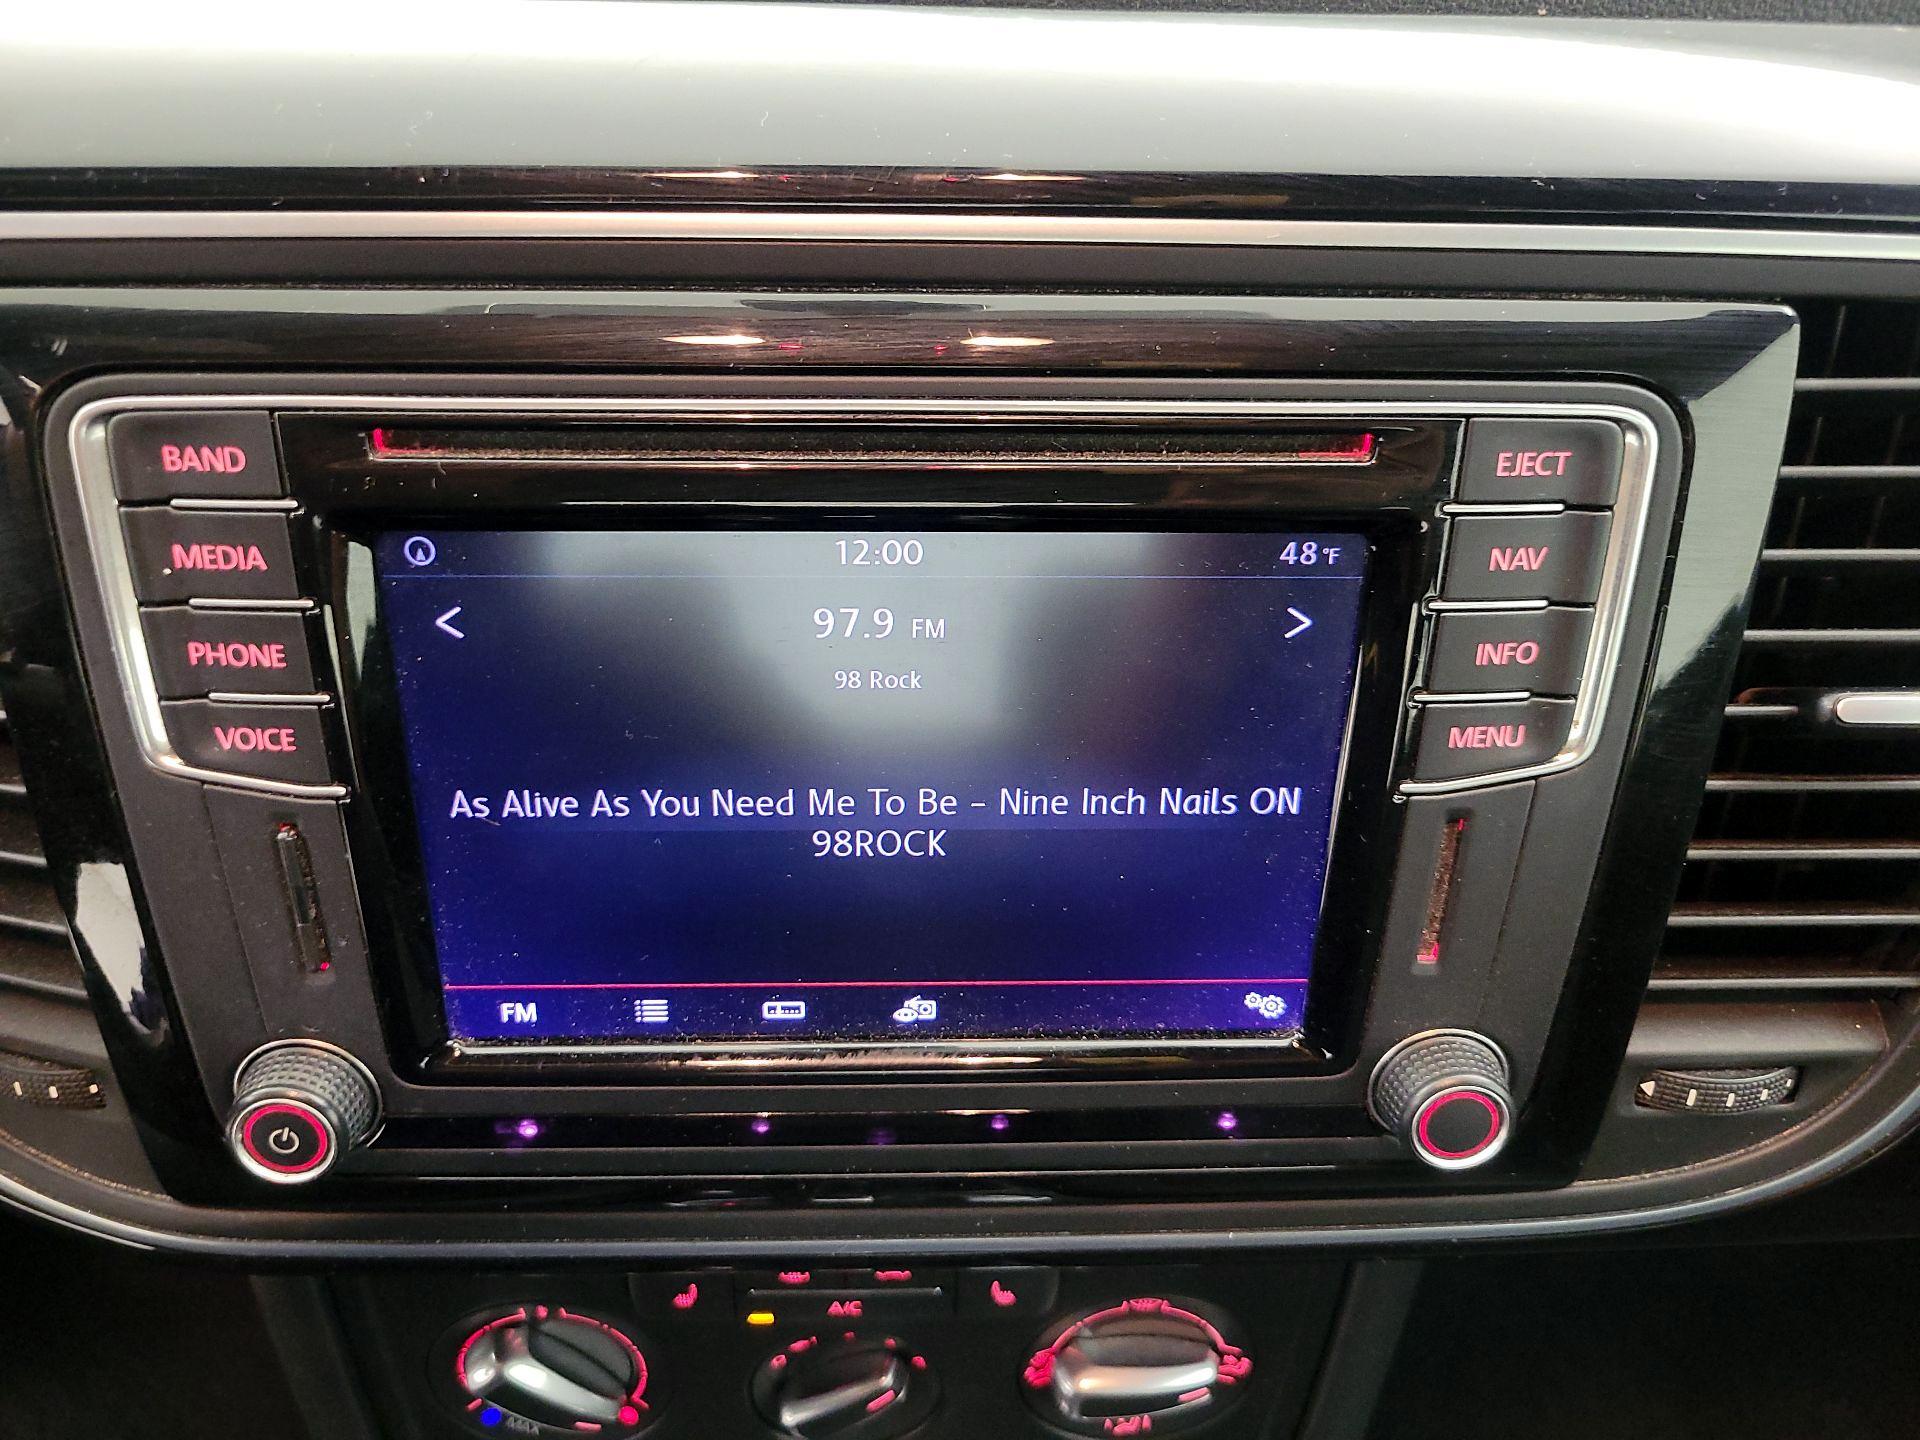 BAND
EJECT
MEDIA
12:00
48°F
NAV
97.9 FM
PHONE
98 Rock
INFO
VOICE
MENU
As Alive As You Need Me To Be – Nine Inch Nails ON
98ROCK
FM
A/C
MAX